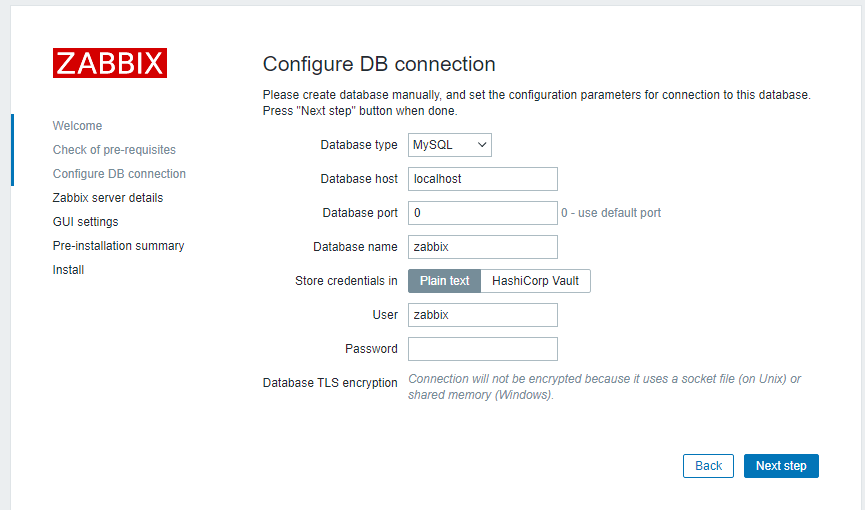 ZABBIX
Welcome
Check of pre-requisites
Configure DB connection
Zabbix server details
GUI settings
Pre-installation summary
Install
Configure DB connection
Please create database manually, and set the configuration parameters for connection to this database.
Press "Next step" button when done.
Database type MySQL
Database host localhost
Database port 0 0 - use default port
Database name zabbix
Store credentials in Plain text HashiCorp Vault
User zabbix
Password
Database TLS encryption Connection will not be encrypted because it uses a socket file (on Unix) or
shared memory (Windows).
Back Next step